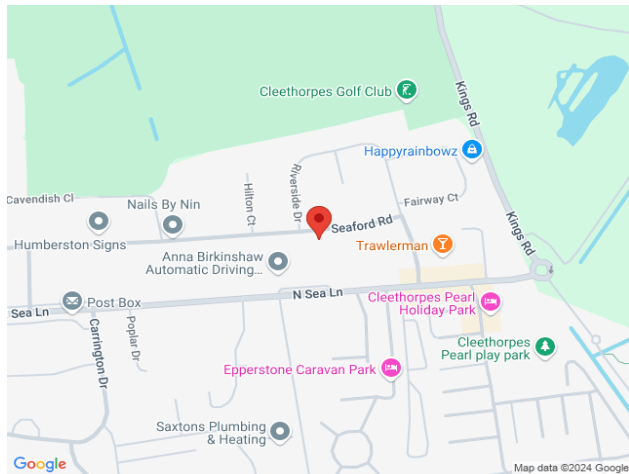 Cleethorpes Golf Club
Kings Rd
Happyrainbowz
Riverside Dr
Hilton Ct
Cavendish Cl
Nails By Nin
Fairway Ct
Seaford Rd
Kings Rd
Humberston Signs
Trawlerman
Anna Birkinshaw
Automatic Driving...
N Sea Ln
Post Box
Sea Ln
Cleethorpes Pearl
Holiday Park
Carrington Dr
Poplar Dr
Cleethorpes
Pearl play park
Epperstone Caravan Park
Saxtons Plumbing
& Heating
Google
Map data ©2024 Google